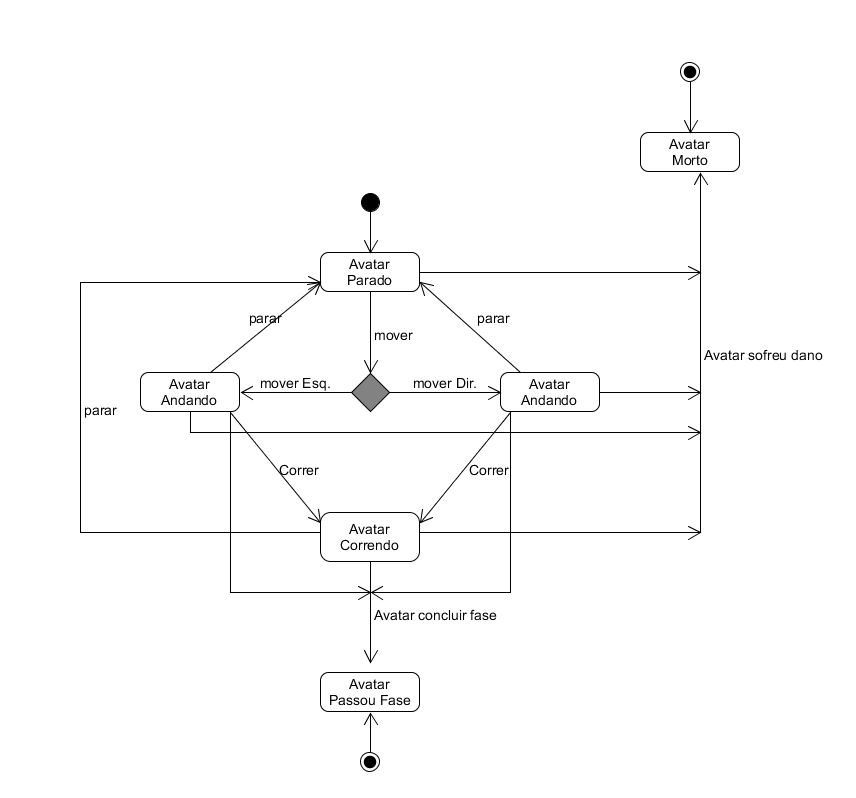 Avatar
Morto
Avatar
Parado
parar
parar
mover
Avatar sofreu dano
Avatar
Andando
mover Esq.
mover Dir.
Avatar
Andando
parar
Correr
Correr
Avatar
Correndo
Avatar concluir fase
Avatar
Passou Fase